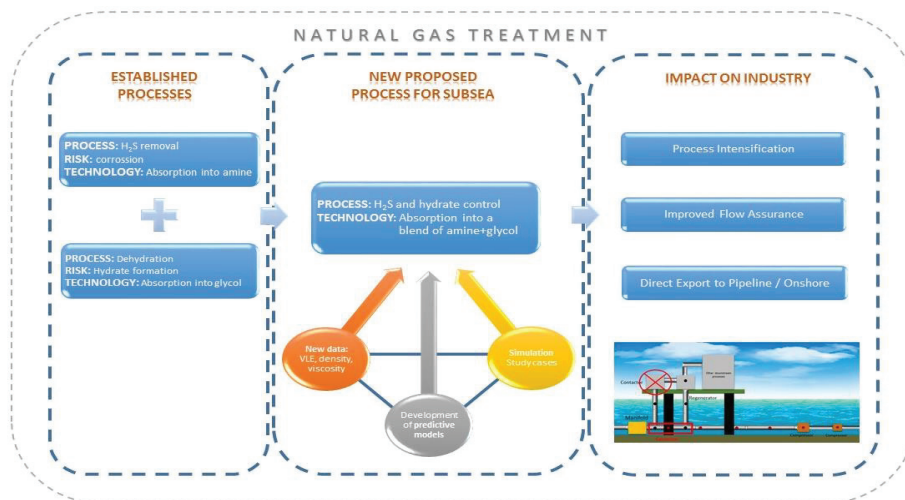 NATURAL GAS TREATMENT
ESTABLISHED
PROCESSES
PROCESS: H₂S removal
RISK: corrossion
TECHNOLOGY: Absorption into amine
PROCESS: Dehydration
RISK: Hydrate formation
TECHNOLOGY: Absorption into glycol
NEW PROPOSED
PROCESS FOR SUBSEA
PROCESS: H₂S and hydrate control
TECHNOLOGY: Absorption into a
blend of amine+glycol
New data:
VLE, density,
viscosity
Simulation
Study cases
Development
of predictive
models
IMPACT ON INDUSTRY
Process Intensification
Improved Flow Assurance
Direct Export to Pipeline / Onshore
Contactor
Regenerator
Manifold